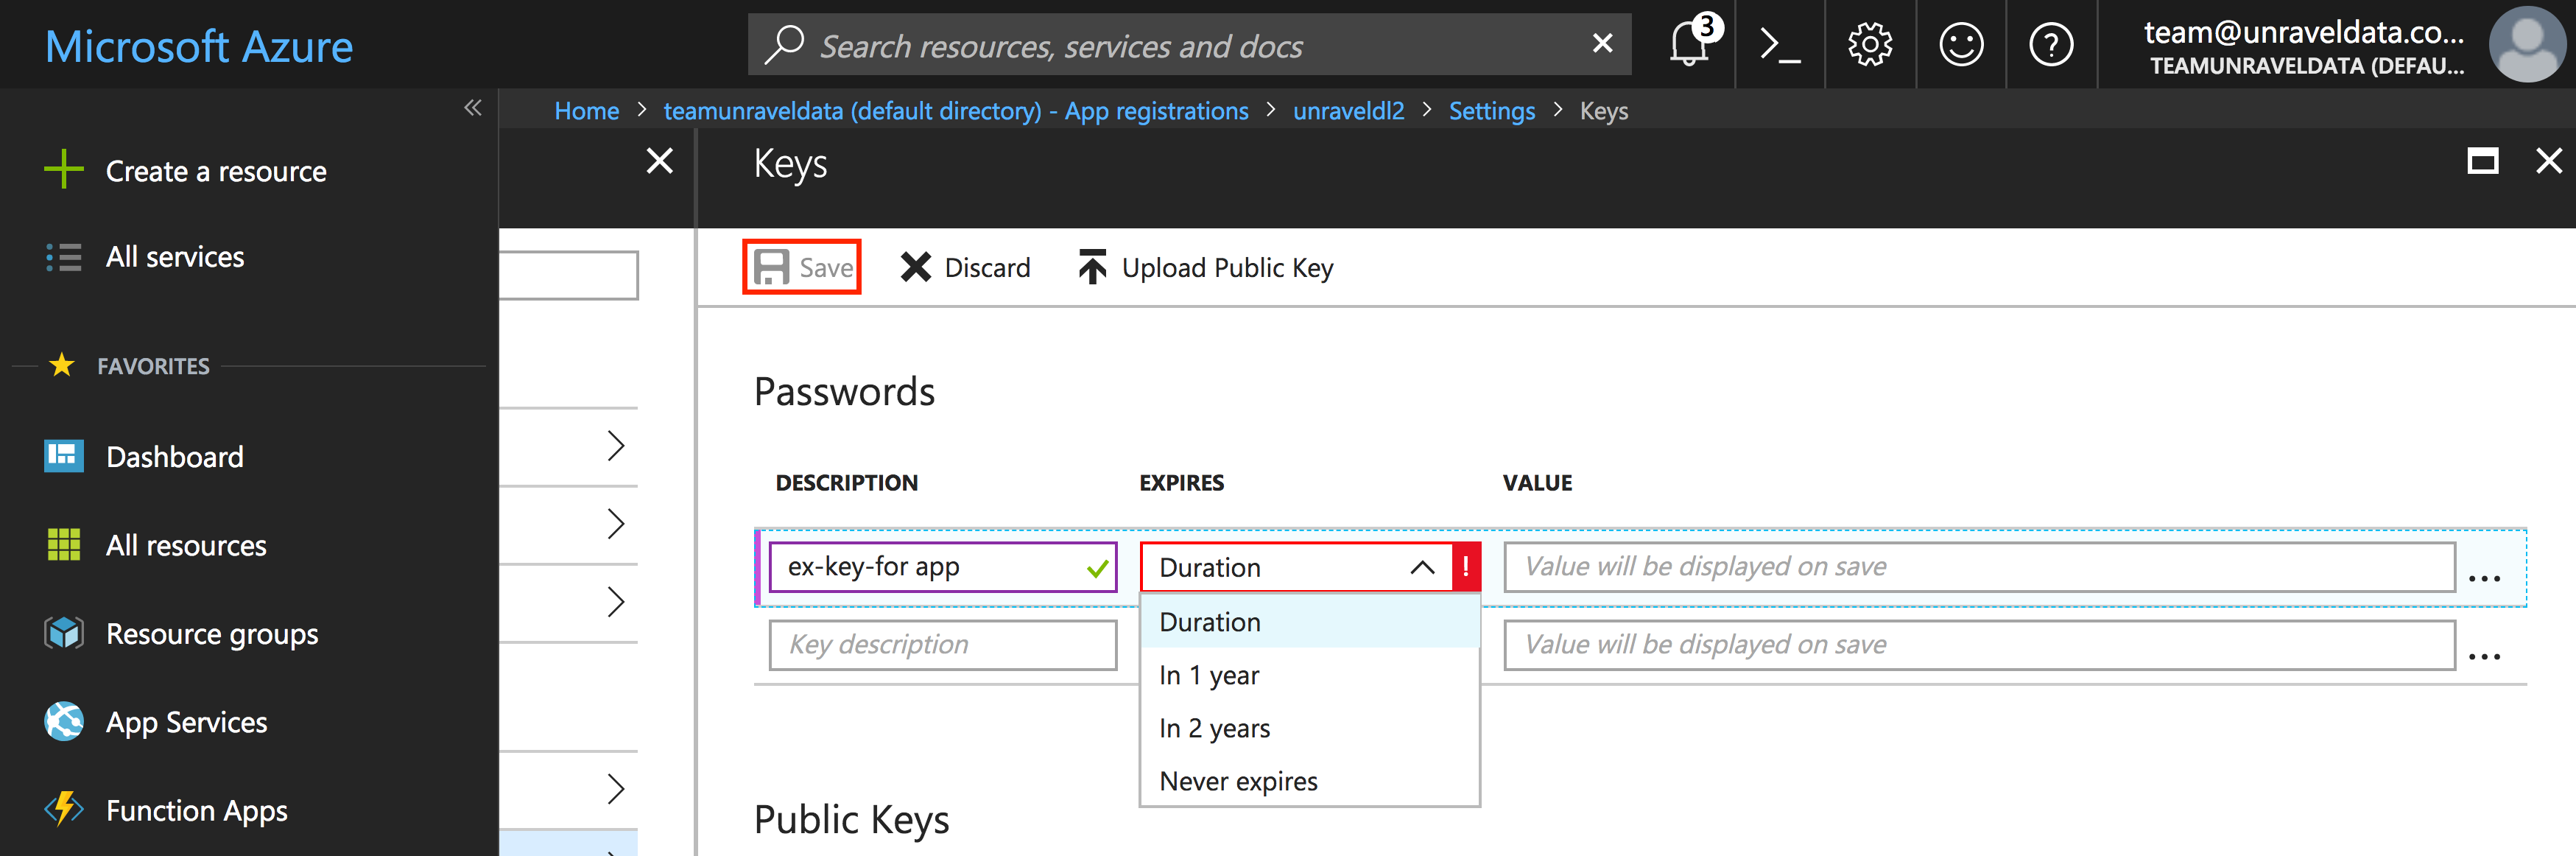 Microsoft Azure
Search resources, services and docs
3
team@unraveldata.co...
TEAMUNRAVELDATA (DEFAU...
Home > teamunraveldata (default directory) - App registrations > unraveldl2 > Settings > Keys
Create a resource
All services
FAVORITES
Dashboard
All resources
Resource groups
App Services
Function Apps
Keys
Save
Discard
Upload Public Key
Passwords
DESCRIPTION EXPIRES VALUE
ex-key-for app Duration ! Value will be displayed on save ...
Key description Value will be displayed on save ...
Duration
In 1 year
In 2 years
Never expires
Public Keys